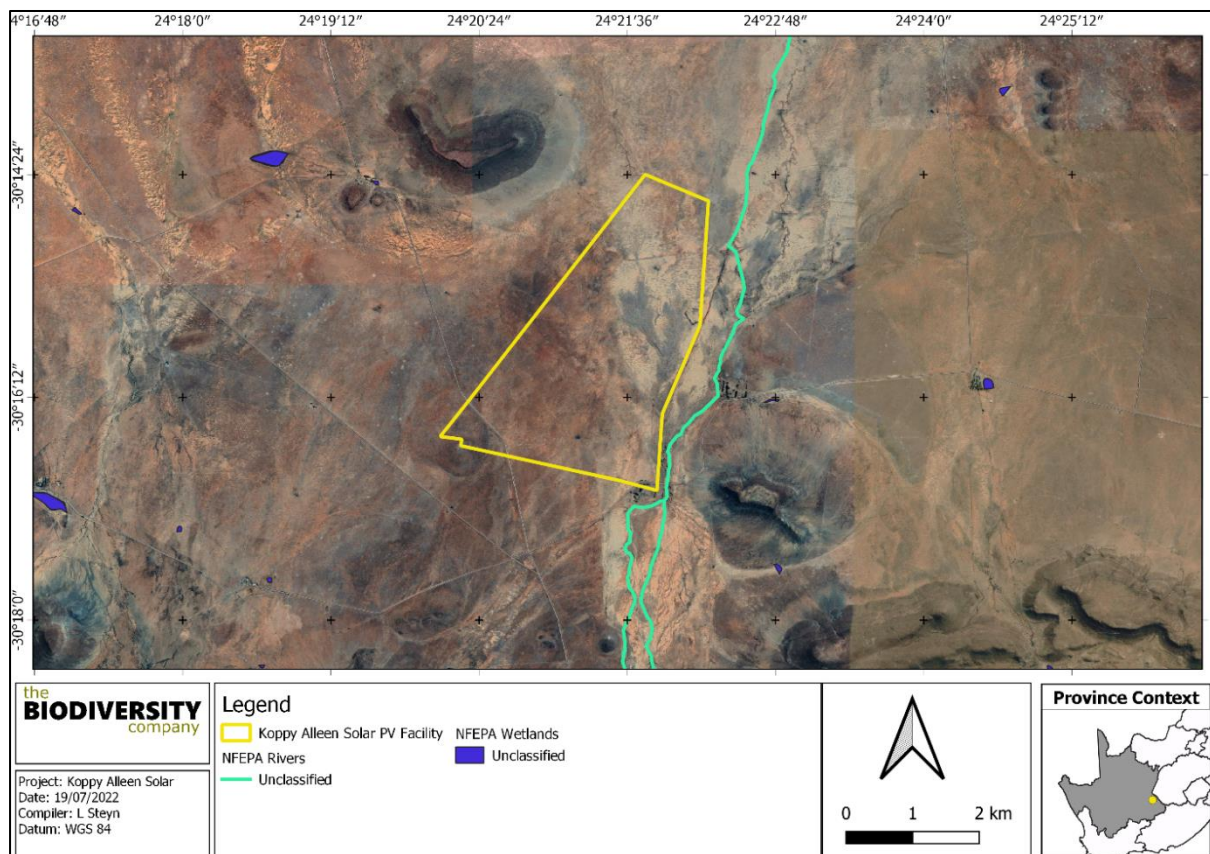 24°16'48" 24°18'0" 24°19'12" 24°20'24" 24°21'36" 24°22'48" 24°24'0" 24°25'12"
-30°14'24"
-30°16'12"
-30°18'0"
the
BIODIVERSITY
company
Project: Koppy Alleen Solar
Date: 19/07/2022
Compiler: L Steyn
Datum: WGS 84
Legend
Koppy Alleen Solar PV Facility
NFEPA Rivers
Unclassified
NFEPA Wetlands
Unclassified
0 1 2 km
Province Context